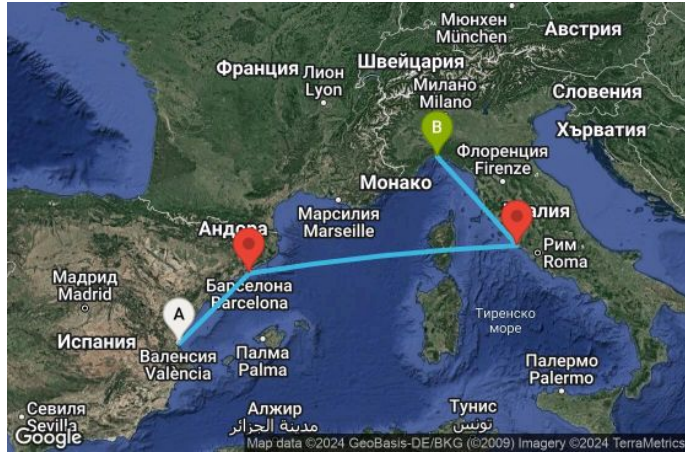 Мюнхен
München
Австрия
Швейцария
Франция
Лион
Lyon
Милано
Milano
Словения
B
Хърватия
Флоренция
Firenze
Монако
Марсилия
Marseille
Андора
алия
Рим
Roma
Барселона
Barcelona
Мадрид
Madrid
A
Тиренско
море
Испания
Валенсия
València
Палма
Palma
Палермо
Palermo
Севиля
Sevilla
Алжир
مدينة الجزائر
Тунис
تونس
Google
Map data ©2024 GeoBasis-DE/BKG (©2009) Imagery ©2024 TerraMetrics